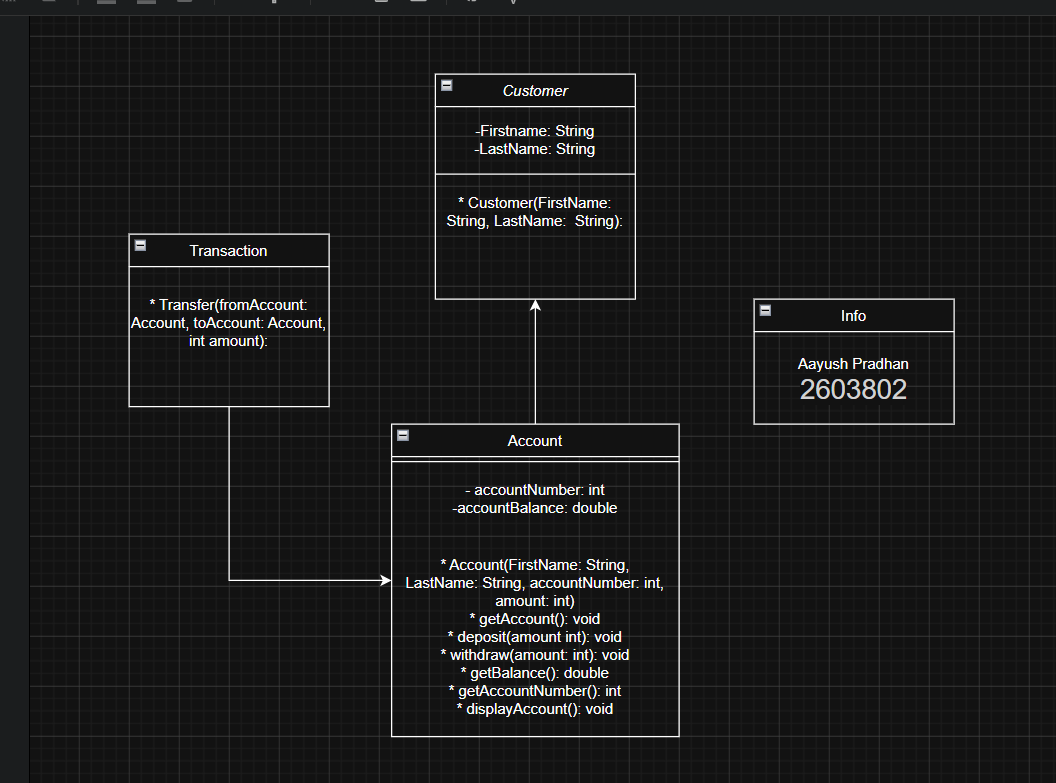 Customer
-Firstname: String
-LastName: String
* Customer(FirstName:
String, LastName:  String):
Transaction
* Transfer(fromAccount:
Account, toAccount: Account,
int amount):
Info
Aayush Pradhan
2603802
Account
- accountNumber: int
-accountBalance: double
* Account(FirstName: String,
LastName: String, accountNumber: int,
amount: int)
* getAccount(): void
* deposit(amount int): void
* withdraw(amount: int): void
* getBalance(): double
* getAccountNumber(): int
* displayAccount(): void